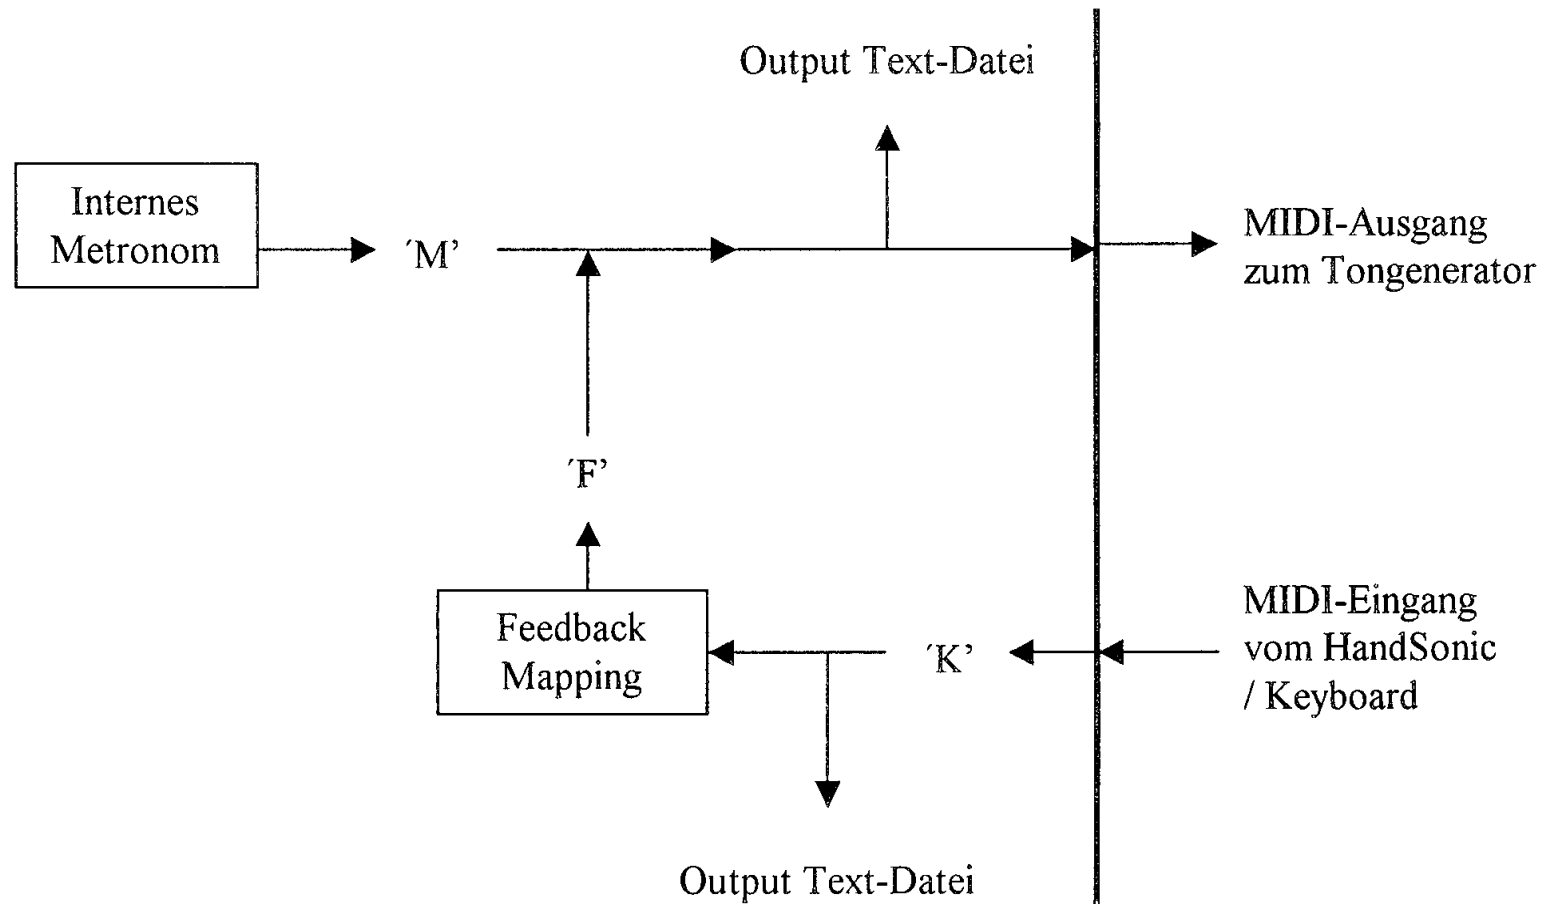 Output Text-Datei
Internes
Metronom
´M’
MIDI-Ausgang
zum Tongenerator
´F’
Feedback
Mapping
´K’
MIDI-Eingang
vom HandSonic
/ Keyboard
Output Text-Datei